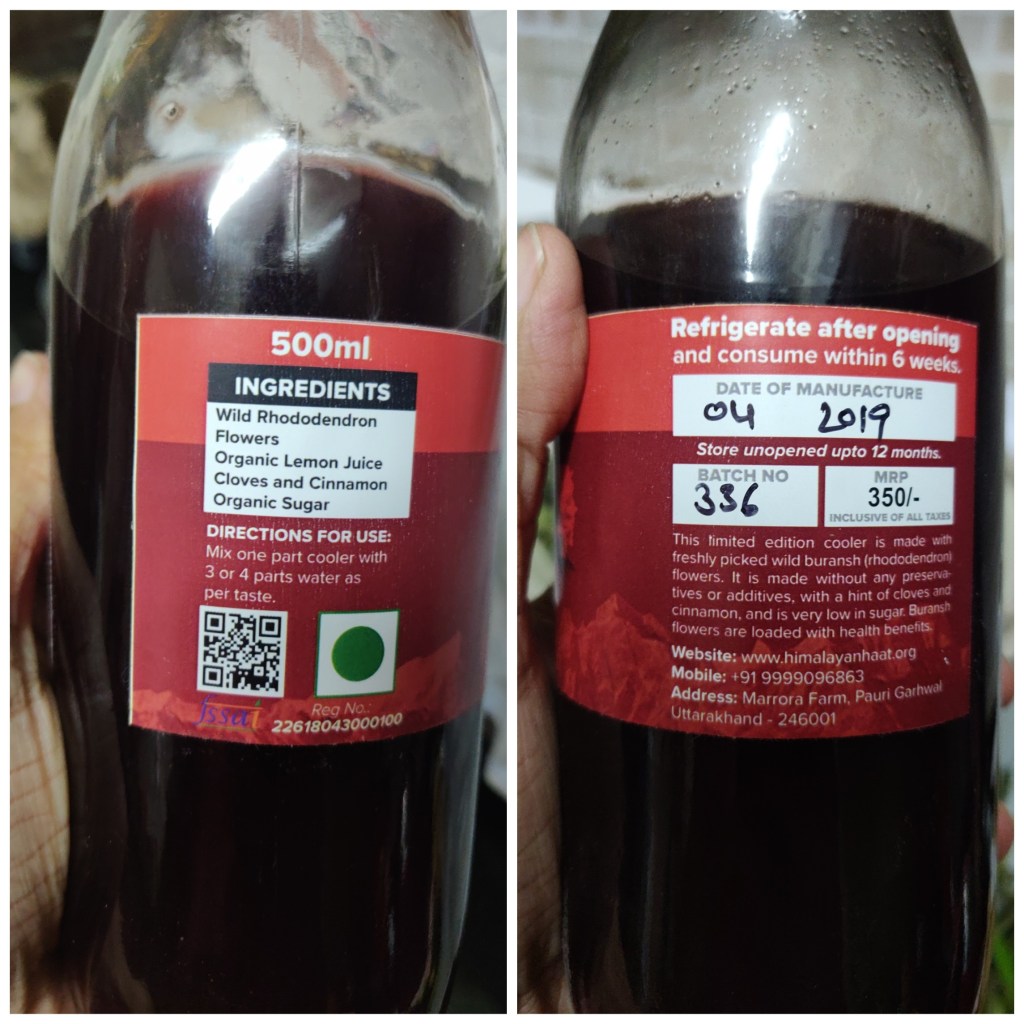 500ml
INGREDIENTS
Wild Rhododendron
Flowers
Organic Lemon Juice
Cloves and Cinnamon
Organic Sugar
DIRECTIONS FOR USE:
Mix one part cooler with
3 or 4 parts water as
per taste.
fssai
Reg No.:
22618043000100
Refrigerate after opening
and consume within 6 weeks.
DATE OF MANUFACTURE
04 2019
Store unopened upto 12 months.
BATCH NO
336
MRP
350/-
INCLUSIVE OF ALL TAXES
This limited edition cooler is made with
freshly picked wild buransh (rhododendron)
flowers. It is made without any preserva-
tives or additives, with a hint of cloves and
cinnamon, and is very low in sugar. Buransh
flowers are loaded with health benefits.
Website: www.himalayanhaat.org
Mobile: +91 9999096863
Address: Marrora Farm, Pauri Garhwal
Uttarakhand - 246001